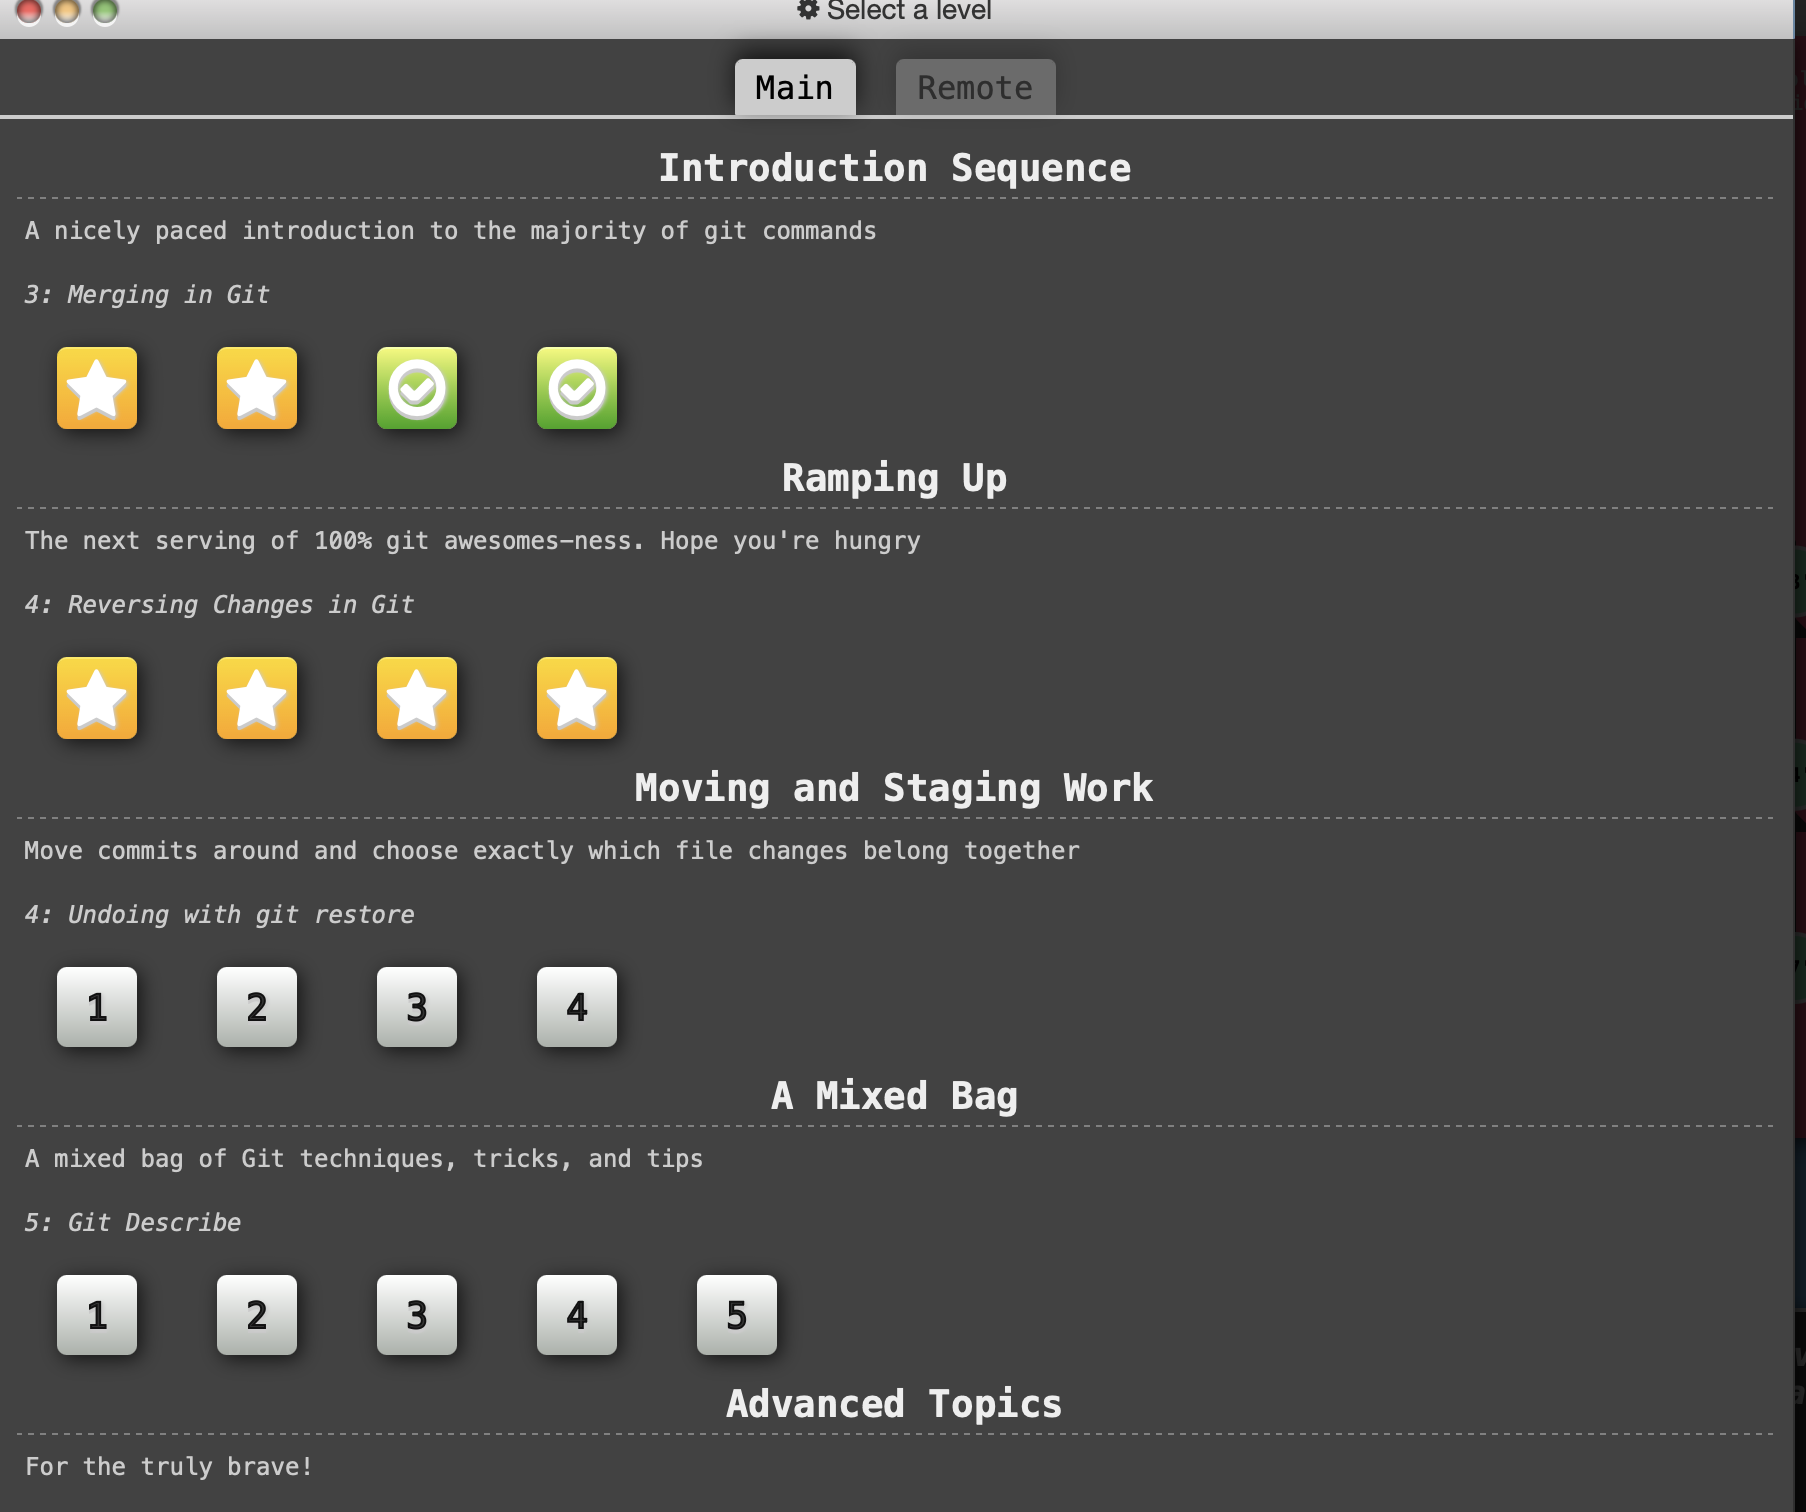 Select a level
Main
Remote
Introduction Sequence
A nicely paced introduction to the majority of git commands
3: Merging in Git
Ramping Up
The next serving of 100% git awesomes-ness. Hope you're hungry
4: Reversing Changes in Git
Moving and Staging Work
Move commits around and choose exactly which file changes belong together
4: Undoing with git restore
1 2 3 4
A Mixed Bag
A mixed bag of Git techniques, tricks, and tips
5: Git Describe
1 2 3 4 5
Advanced Topics
For the truly brave!